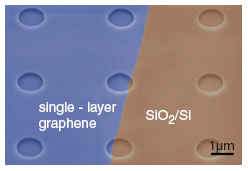 single - layer
graphene
SiO₂/Si
1μm